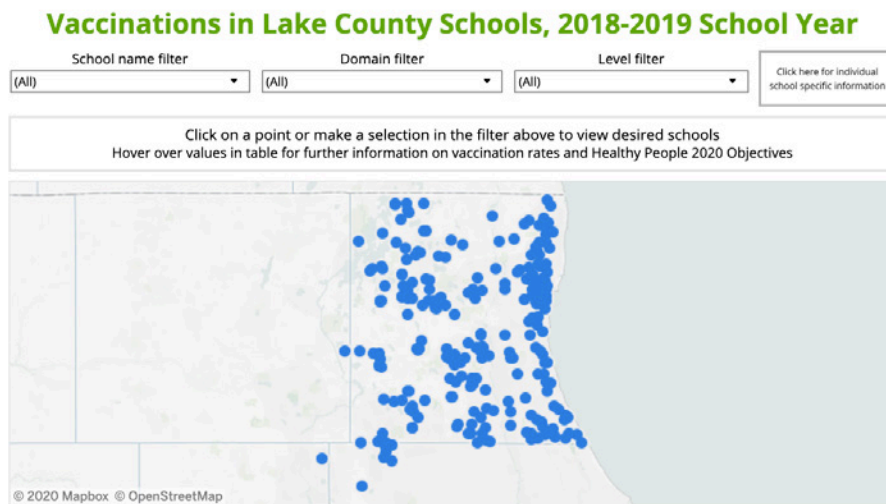 Vaccinations in Lake County Schools, 2018-2019 School Year
School name filter
Domain filter
Level filter
(All)
(All)
(All)
Click here for individual
school specific information
Click on a point or make a selection in the filter above to view desired schools
Hover over values in table for further information on vaccination rates and Healthy People 2020 Objectives
© 2020 Mapbox © OpenStreetMap